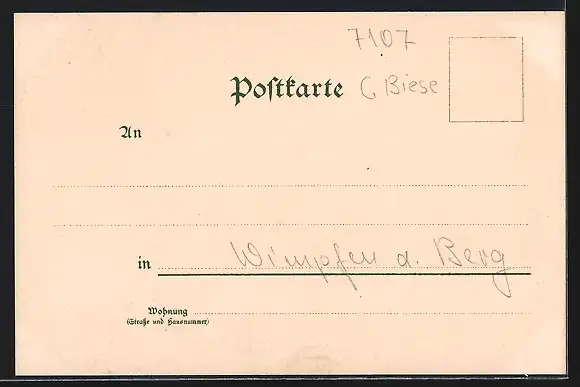 7107
Postkarte C Biese
An
in Wimpfen a. Berg
Wohnung
(Straße und Hausnummer)